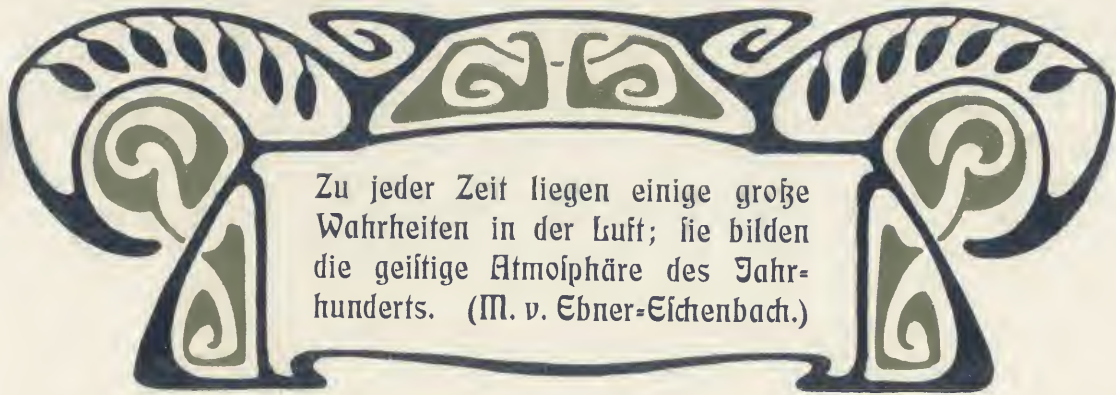 Zu jeder Zeit liegen einige große
Wahrheiten in der Luft; ſie bilden
die geiſtige Atmoſphäre des Jahr⸗
hunderts. (M. v. Ebner⸗Eſchenbach.)